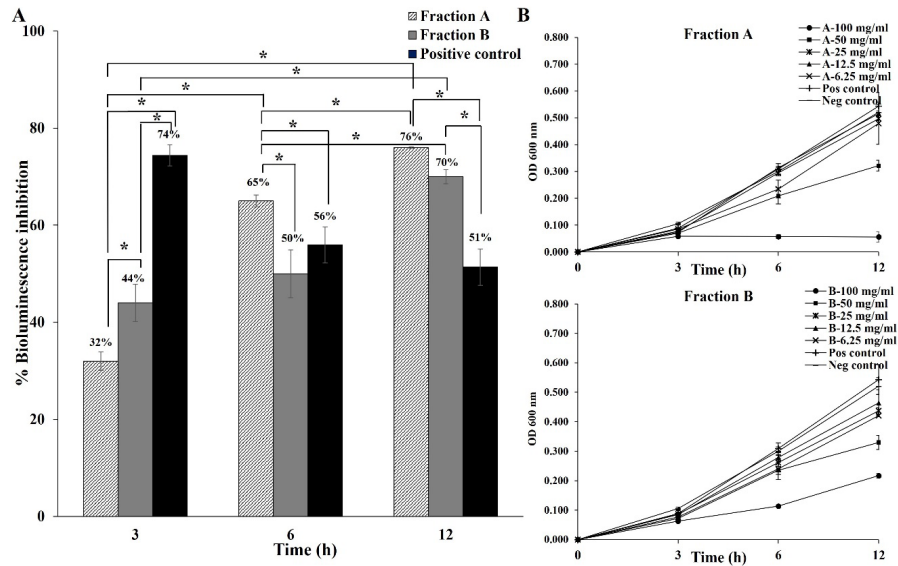 A
Fraction A
Fraction B
Positive control
% Bioluminescence inhibition
100
80
60
40
20
0
* * * * * * * * * * * *
32%
44%
74%
65%
50%
56%
76%
70%
51%
3 6 12
Time (h)
B
Fraction A
A-100 mg/ml
A-50 mg/ml
A-25 mg/ml
A-12.5 mg/ml
A-6.25 mg/ml
Pos control
Neg control
OD 600 nm
0.800
0.700
0.600
0.500
0.400
0.300
0.200
0.100
0.000
0 3 6 12
Time (h)
Fraction B
B-100 mg/ml
B-50 mg/ml
B-25 mg/ml
B-12.5 mg/ml
B-6.25 mg/ml
Pos control
Neg control
OD 600 nm
0.800
0.700
0.600
0.500
0.400
0.300
0.200
0.100
0.000
0 3 6 12
Time (h)